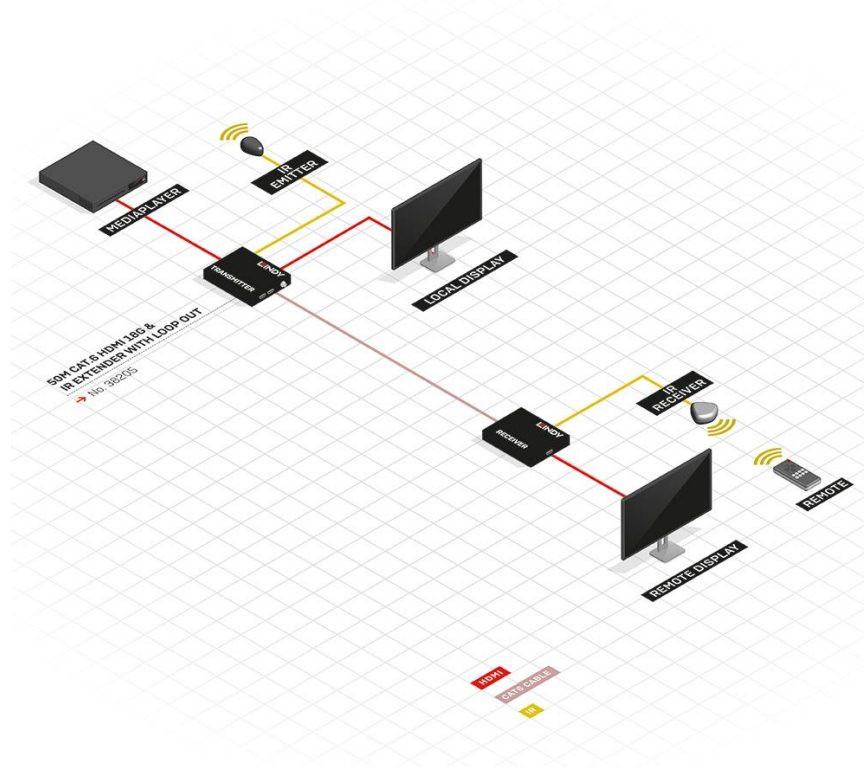 MEDIAPLAYER
IR
EMITTER
LOCAL DISPLAY
TRANSMITTER
LINDY
50M CAT.6 HDMI 18G &
IR EXTENDER WITH LOOP OUT
→ No. 38205
RECEIVER
LINDY
IR
RECEIVER
REMOTE
REMOTE DISPLAY
HDMI
CAT6 CABLE
IR